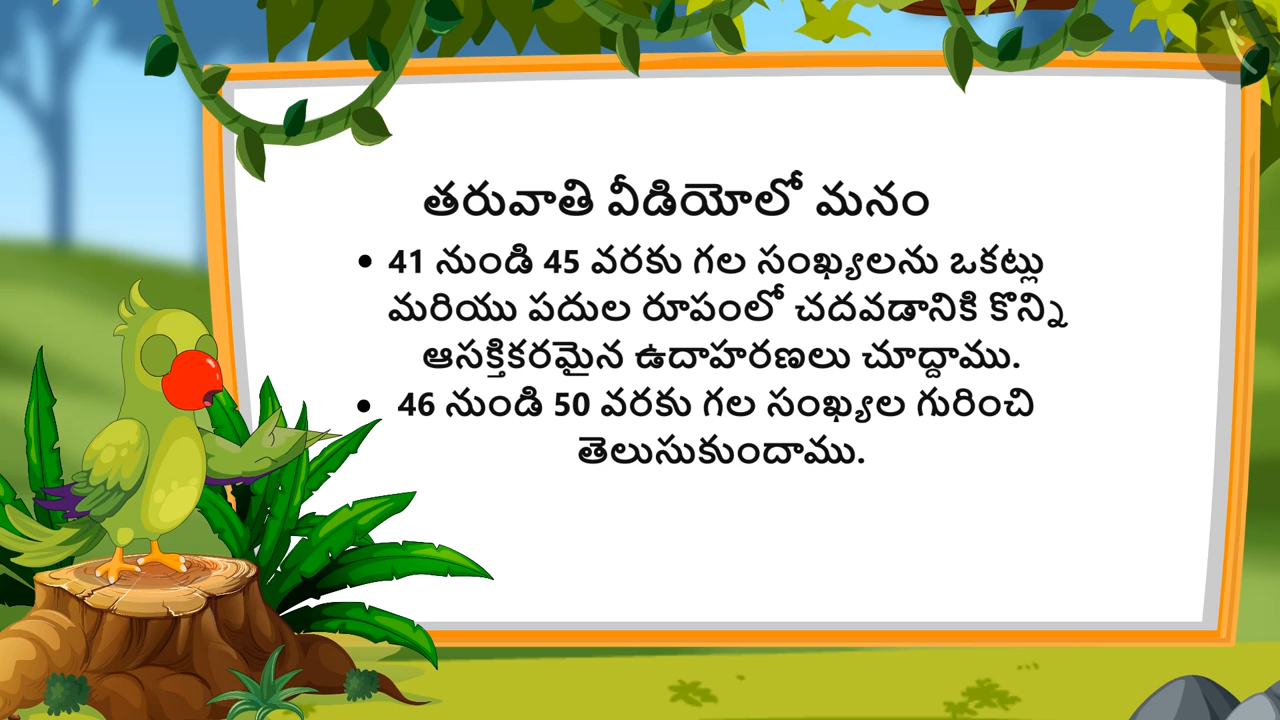 తరువాతి వీడియోలో మనం
• 41 నుండి 45 వరకు గల సంఖ్యలను ఒకట్లు
మరియు పదుల రూపంలో చదవడానికి కొన్ని
ఆసక్తికరమైన ఉదాహరణలు చూద్దాము.
• 46 నుండి 50 వరకు గల సంఖ్యల గురించి
తెలుసుకుందాము.